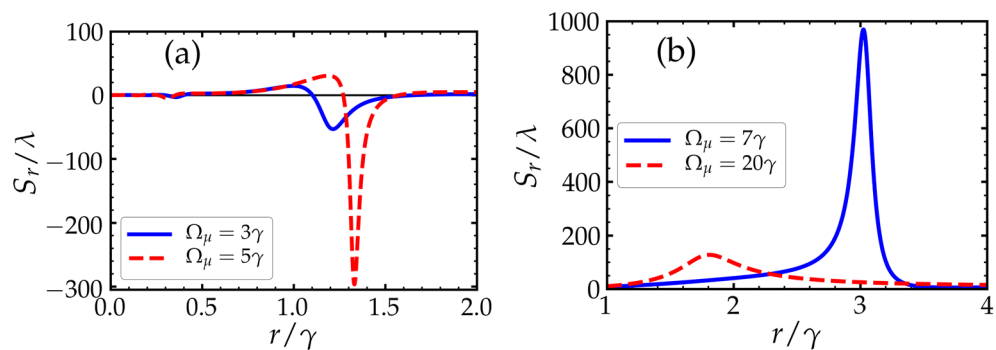 (a)
100
0
−100
−200
−300
S_r/λ
Ω_μ = 3γ
Ω_μ = 5γ
0.0 0.5 1.0 1.5 2.0
r/γ
(b)
1000
800
600
400
200
0
S_r/λ
Ω_μ = 7γ
Ω_μ = 20γ
1 2 3 4
r/γ